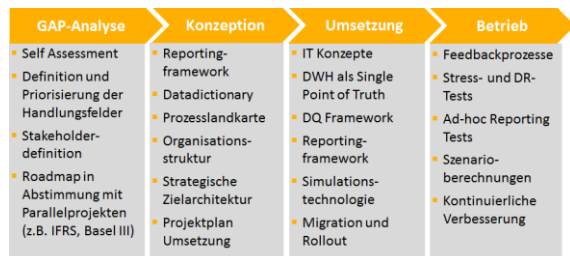 GAP-Analyse
Self Assessment
Definition und
Priorisierung der
Handlungsfelder
Stakeholder-
definition
Roadmap in
Abstimmung mit
Parallelprojekten
(z.B. IFRS, Basel III)
Konzeption
Reporting-
framework
Datadictionary
Prozesslandkarte
Organisations-
struktur
Strategische
Zielarchitektur
Projektplan
Umsetzung
Umsetzung
IT Konzepte
DWH als Single
Point of Truth
DQ Framework
Reporting-
framework
Simulations-
technologie
Migration und
Rollout
Betrieb
Feedbackprozesse
Stress- und DR-
Tests
Ad-hoc Reporting
Tests
Szenario-
berechnungen
Kontinuierliche
Verbesserung